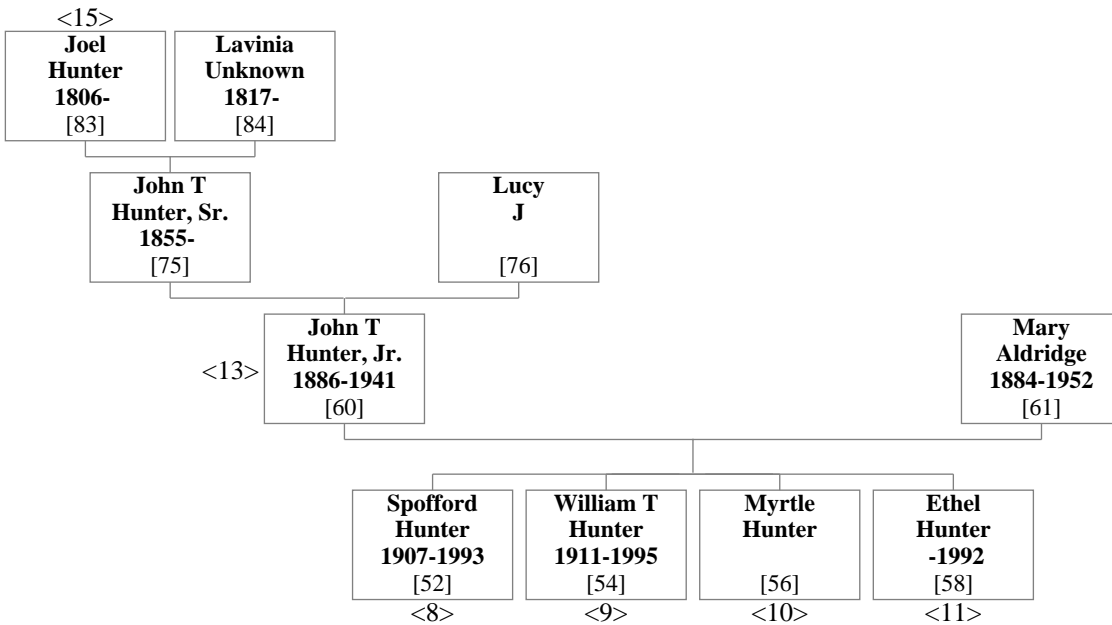 <15>
Joel
Hunter
1806-
[83]
Lavinia
Unknown
1817-
[84]
John T
Hunter, Sr.
1855-
[75]
Lucy
J
[76]
<13>
John T
Hunter, Jr.
1886-1941
[60]
Mary
Aldridge
1884-1952
[61]
Spofford
Hunter
1907-1993
[52]
<8>
William T
Hunter
1911-1995
[54]
<9>
Myrtle
Hunter
[56]
<10>
Ethel
Hunter
-1992
[58]
<11>